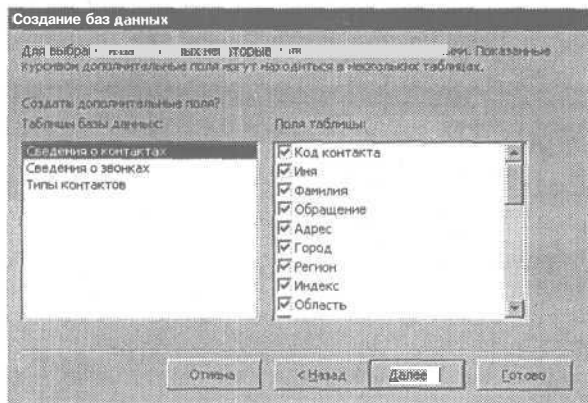 Создание баз данных
Для выбра
Показанные
курсивом дополнительные поля могут находиться в нескольких таблицах.
Создать дополнительные поля?
Таблицы базы данных:
Поля таблицы:
Сведения о контактах
Сведения о звонках
Типы контактов
Код контакта
Имя
Фамилия
Обращение
Адрес
Город
Регион
Индекс
Область
Отмена
< Назад
Далее
Готово